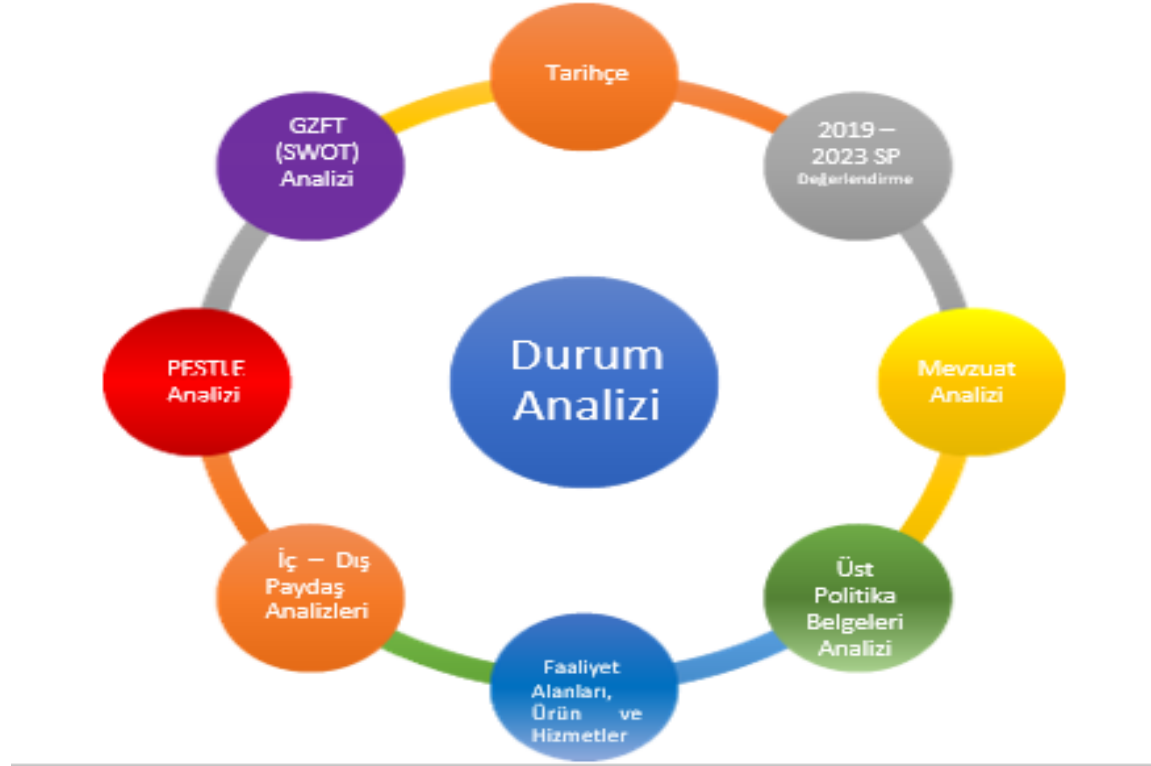 Tarihçe
2019 –
2023 SP
Değerlendirme
Mevzuat
Analizi
Üst
Politika
Belgeleri
Analizi
Faaliyet
Alanları,
Ürün ve
Hizmetler
İç – Dış
Paydaş
Analizleri
PESTLE
Analizi
GZFT
(SWOT)
Analizi
Durum
Analizi